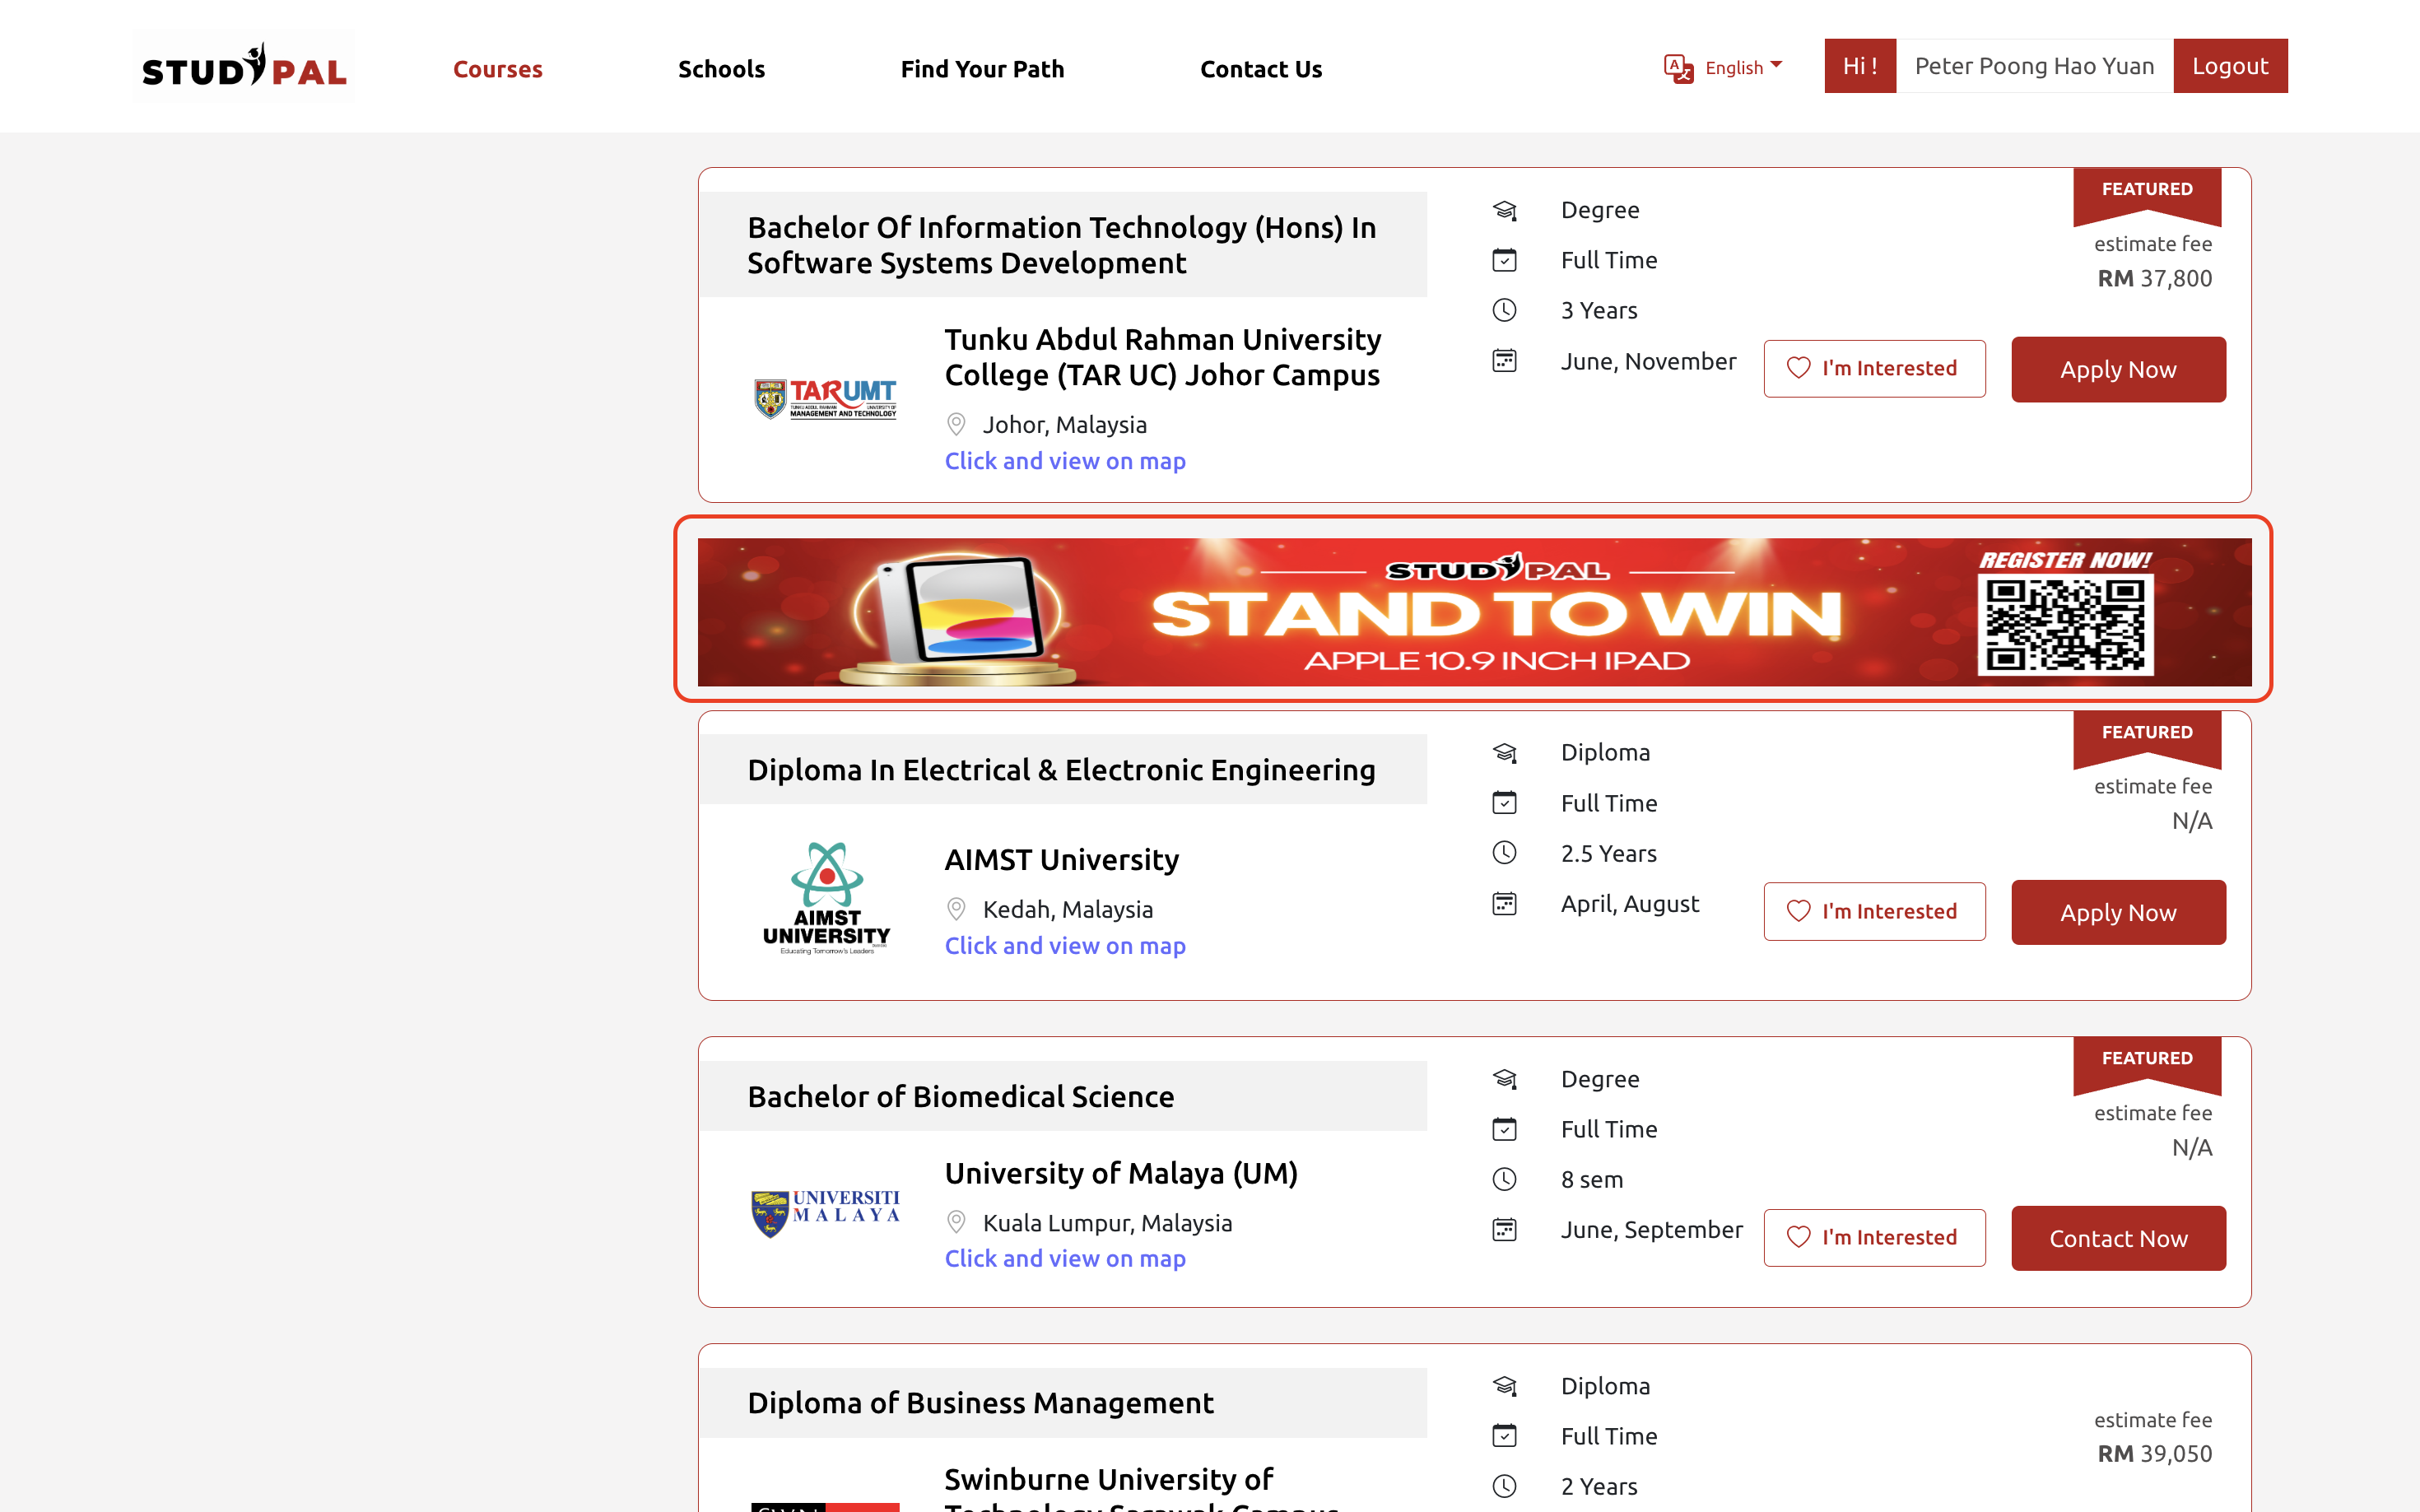 STUDYPAL
Courses
Schools
Find Your Path
Contact Us
English
Hi !
Peter Poong Hao Yuan
Logout
Bachelor Of Information Technology (Hons) In
Software Systems Development
TARUMT
TUNKU ABDUL RAHMAN UNIVERSITY OF
MANAGEMENT AND TECHNOLOGY
Tunku Abdul Rahman University
College (TAR UC) Johor Campus
Johor, Malaysia
Click and view on map
Degree
Full Time
3 Years
June, November
FEATURED
estimate fee
RM 37,800
I'm Interested
Apply Now
STUDYPAL
STAND TO WIN
APPLE 10.9 INCH IPAD
REGISTER NOW!
Diploma In Electrical & Electronic Engineering
AIMST
UNIVERSITY
Educating Tomorrow's Leaders
AIMST University
Kedah, Malaysia
Click and view on map
Diploma
Full Time
2.5 Years
April, August
FEATURED
estimate fee
N/A
I'm Interested
Apply Now
Bachelor of Biomedical Science
UNIVERSITI
MALAYA
University of Malaya (UM)
Kuala Lumpur, Malaysia
Click and view on map
Degree
Full Time
8 sem
June, September
FEATURED
estimate fee
N/A
I'm Interested
Contact Now
Diploma of Business Management
Swinburne University of
Technology Sarawak Campus
Diploma
Full Time
2 Years
estimate fee
RM 39,050